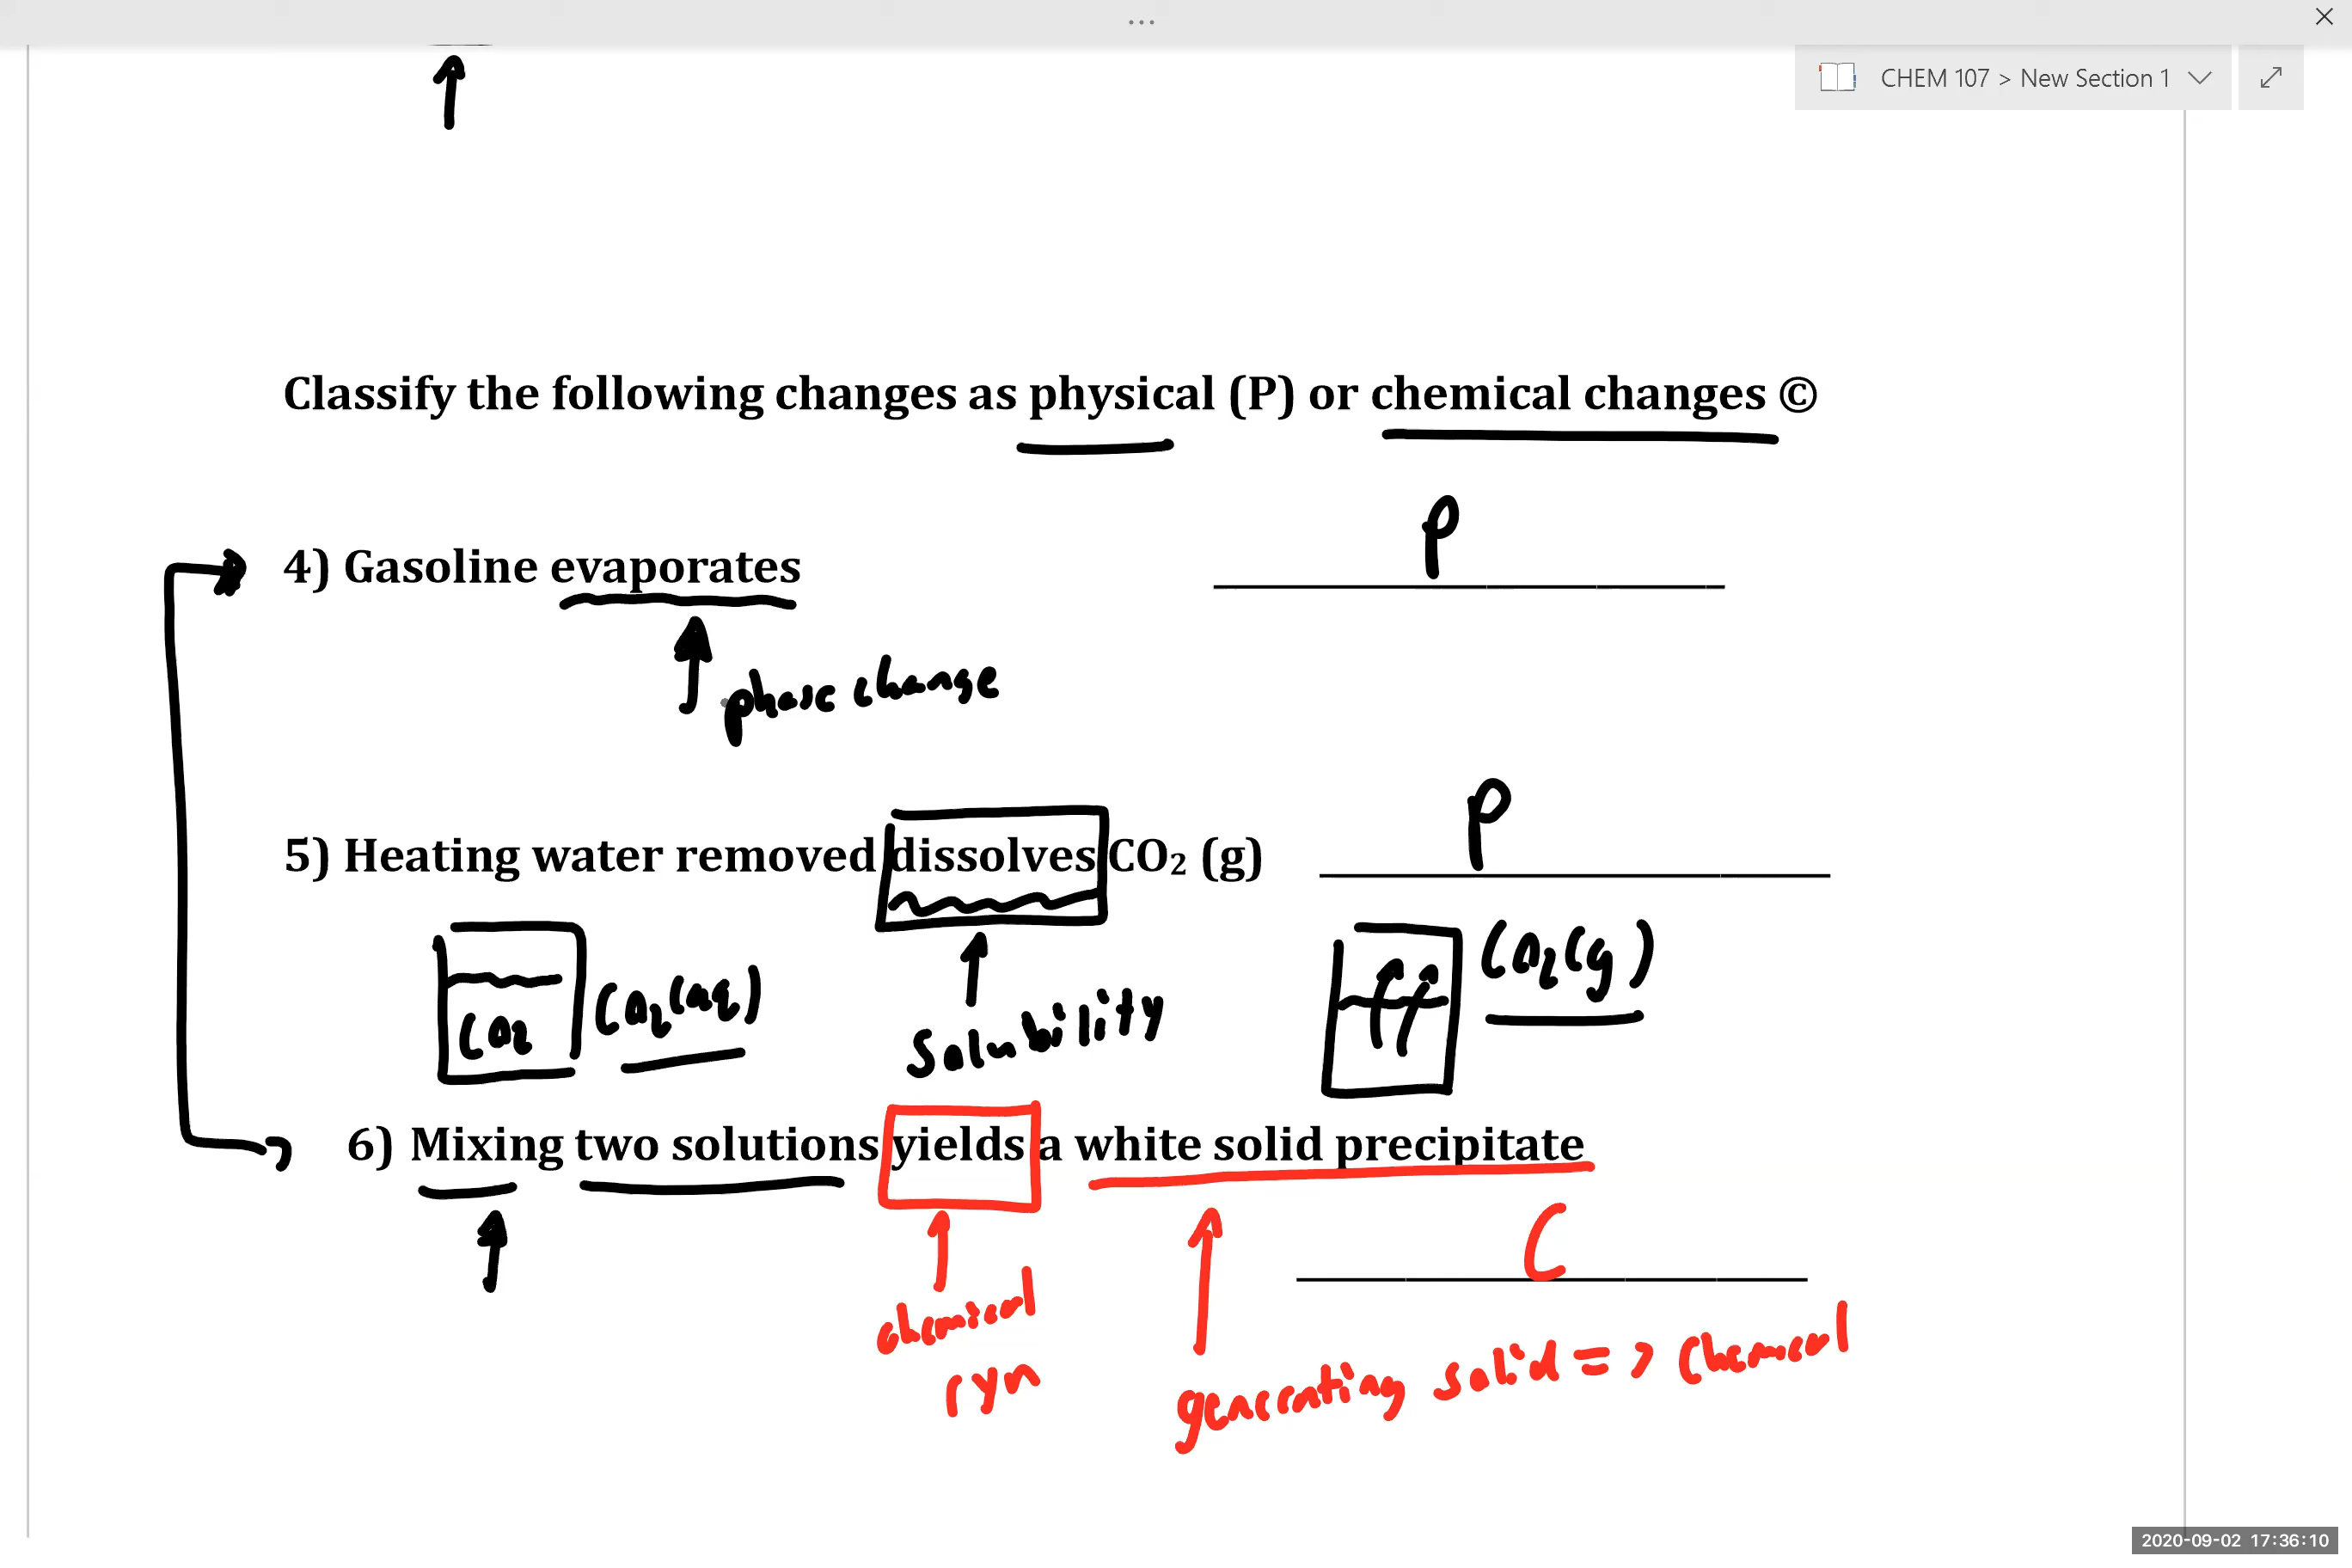 ...
CHEM 107 > New Section 1
Classify the following changes as physical (P) or chemical changes ©
P
4) Gasoline evaporates
phase change
P
5) Heating water removed dissolves CO₂ (g)
CO2 CO2(aq) solubility CO2(g)
6) Mixing two solutions yields a white solid precipitate
C
chemical
rxn
generating solid => Chemical
2020-09-02 17:36:10